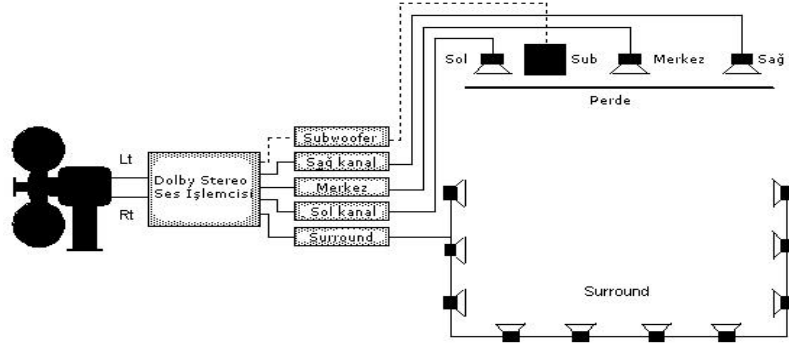 Sol
Sub
Merkez
Sağ
Perde
Lt
Rt
Dolby Stereo
Ses İşlemcisi
Subwoofer
Sağ kanal
Merkez
Sol kanal
Surround
Surround